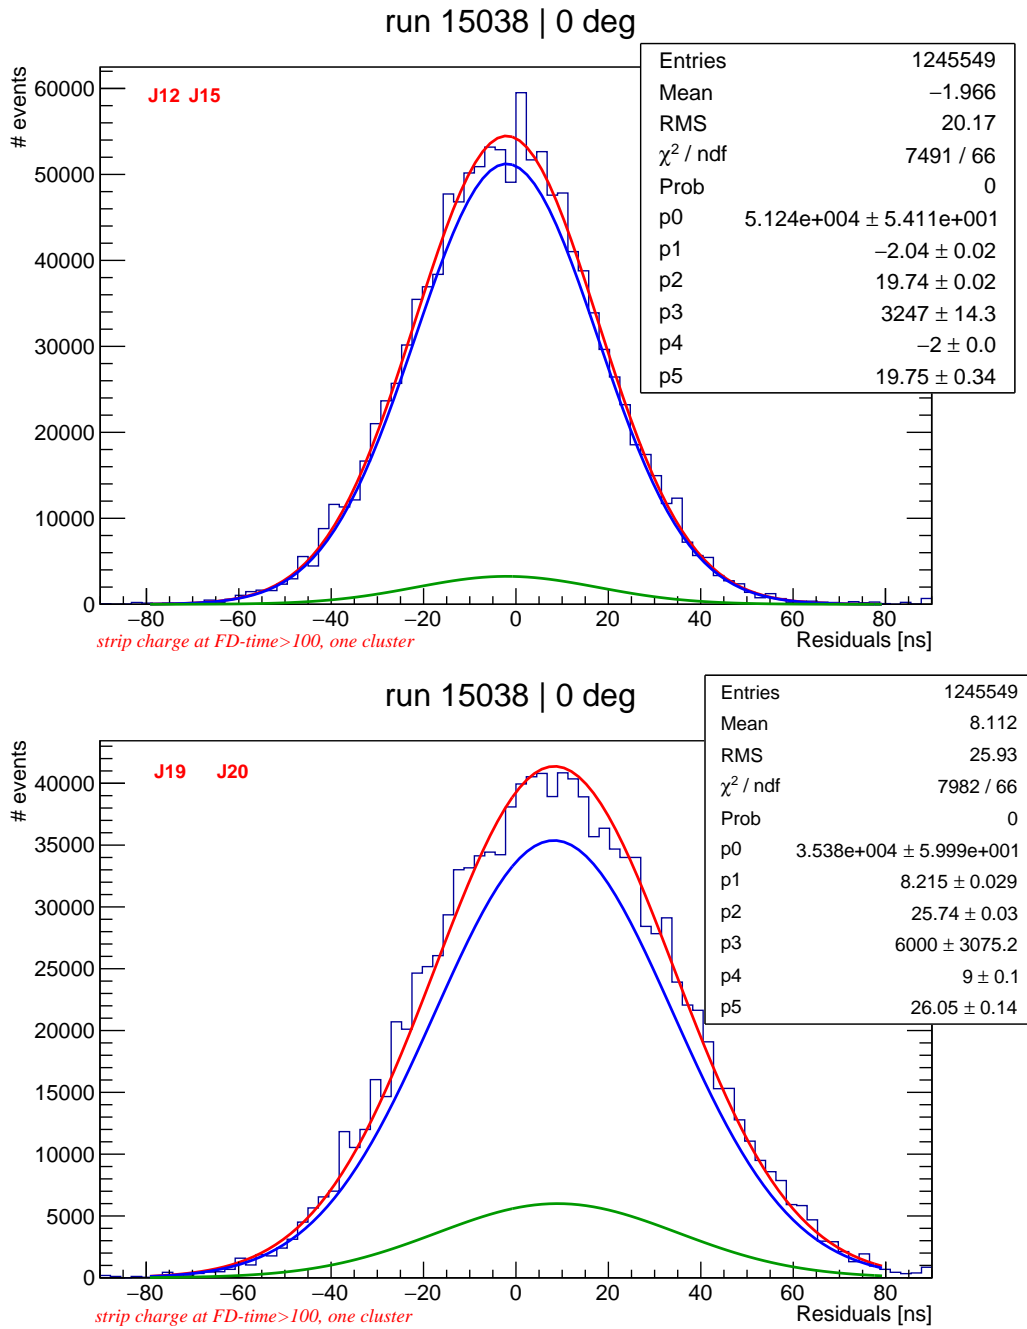 run 15038 | 0 deg
# events
J12 J15
Entries 1245549
Mean −1.966
RMS 20.17
χ² / ndf 7491 / 66
Prob 0
p0 5.124e+004 ± 5.411e+001
p1 −2.04 ± 0.02
p2 19.74 ± 0.02
p3 3247 ± 14.3
p4 −2 ± 0.0
p5 19.75 ± 0.34
60000
50000
40000
30000
20000
10000
0
−80 −60 −40 −20 0 20 40 60 80
strip charge at FD-time>100, one cluster
Residuals [ns]
run 15038 | 0 deg
# events
J19 J20
Entries 1245549
Mean 8.112
RMS 25.93
χ² / ndf 7982 / 66
Prob 0
p0 3.538e+004 ± 5.999e+001
p1 8.215 ± 0.029
p2 25.74 ± 0.03
p3 6000 ± 3075.2
p4 9 ± 0.1
p5 26.05 ± 0.14
40000
35000
30000
25000
20000
15000
10000
5000
0
−80 −60 −40 −20 0 20 40 60 80
strip charge at FD-time>100, one cluster
Residuals [ns]